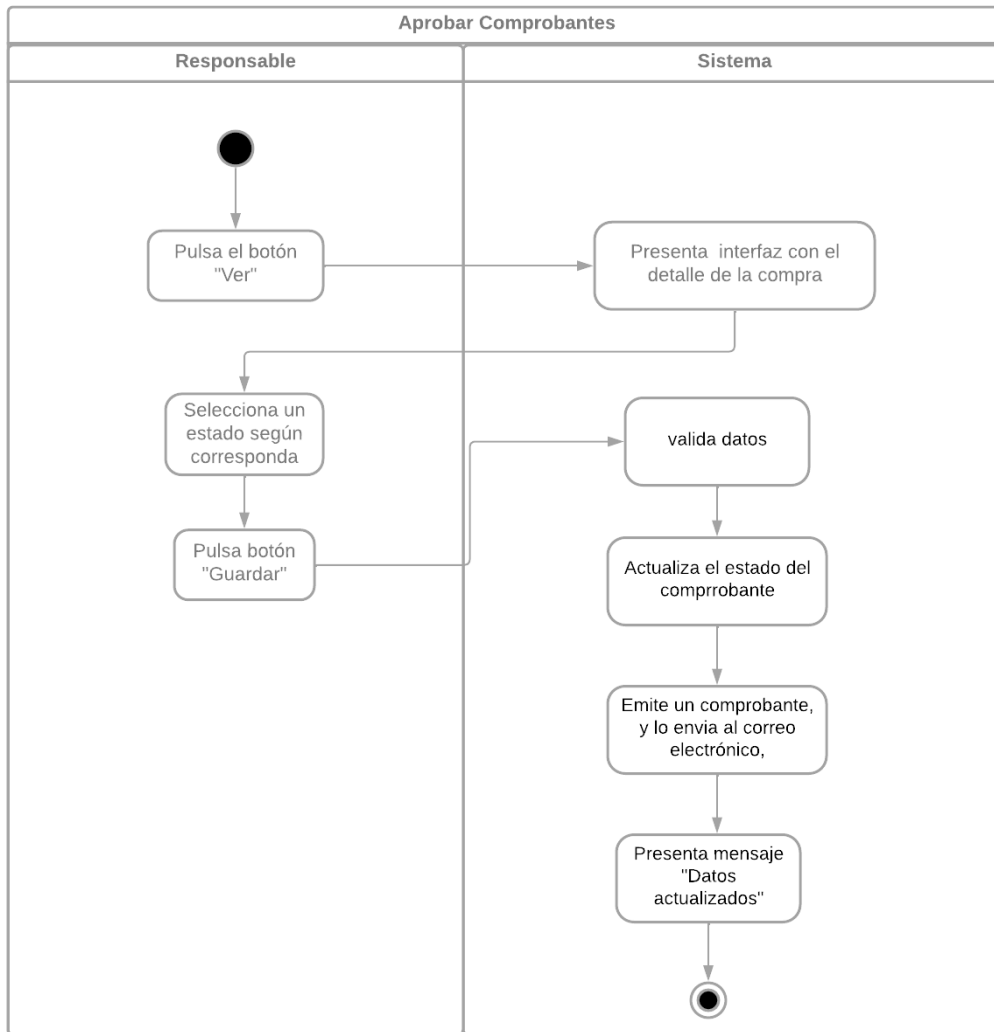 Aprobar Comprobantes
Responsable
Sistema
Pulsa el botón
"Ver"
Presenta interfaz con el
detalle de la compra
Selecciona un
estado según
corresponda
valida datos
Pulsa botón
"Guardar"
Actualiza el estado del
comprrobante
Emite un comprobante,
y lo envia al correo
electrónico,
Presenta mensaje
"Datos
actualizados"